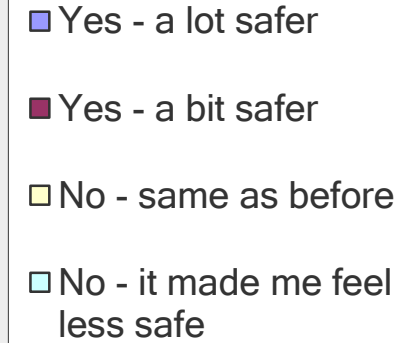 Yes - a lot safer
Yes - a bit safer
No - same as before
No - it made me feel
less safe